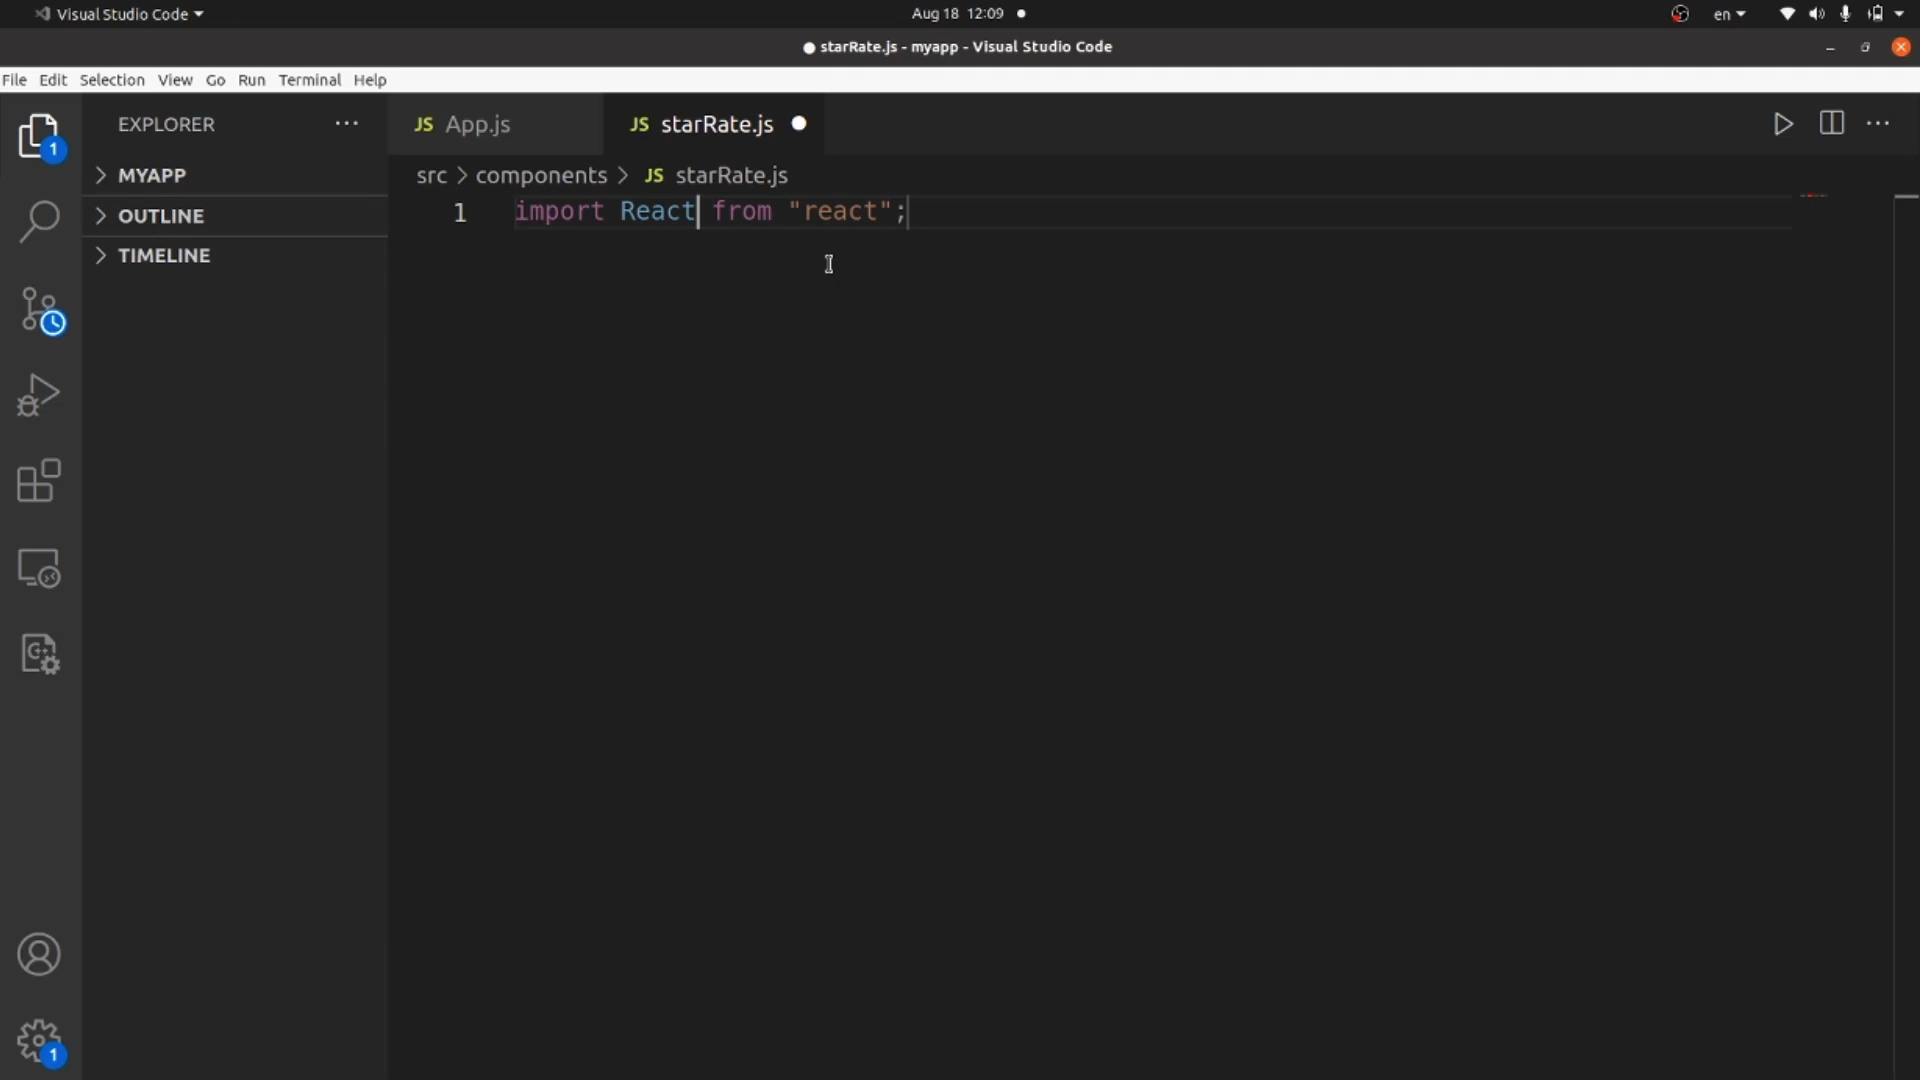 Visual Studio Code
Aug 18 12:09
en
starRate.js - myapp - Visual Studio Code
File Edit Selection View Go Run Terminal Help
EXPLORER
JS App.js
JS starRate.js
1
MYAPP
src > components > JS starRate.js
OUTLINE
1 import React from "react";
TIMELINE
C++
1